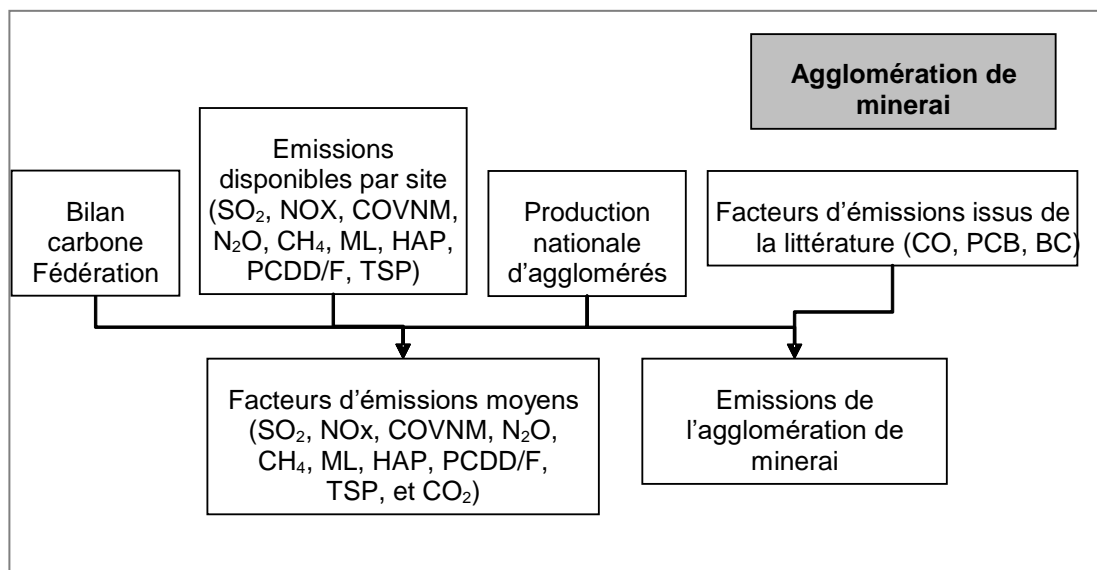 Agglomération de
minerai
Bilan
carbone
Fédération
Emissions
disponibles par site
(SO₂, NOX, COVNM,
N₂O, CH₄, ML, HAP,
PCDD/F, TSP)
Production
nationale
d’agglomérés
Facteurs d’émissions issus de
la littérature (CO, PCB, BC)
Facteurs d’émissions moyens
(SO₂, NOx, COVNM, N₂O,
CH₄, ML, HAP, PCDD/F,
TSP, et CO₂)
Emissions de
l’agglomération de
minerai